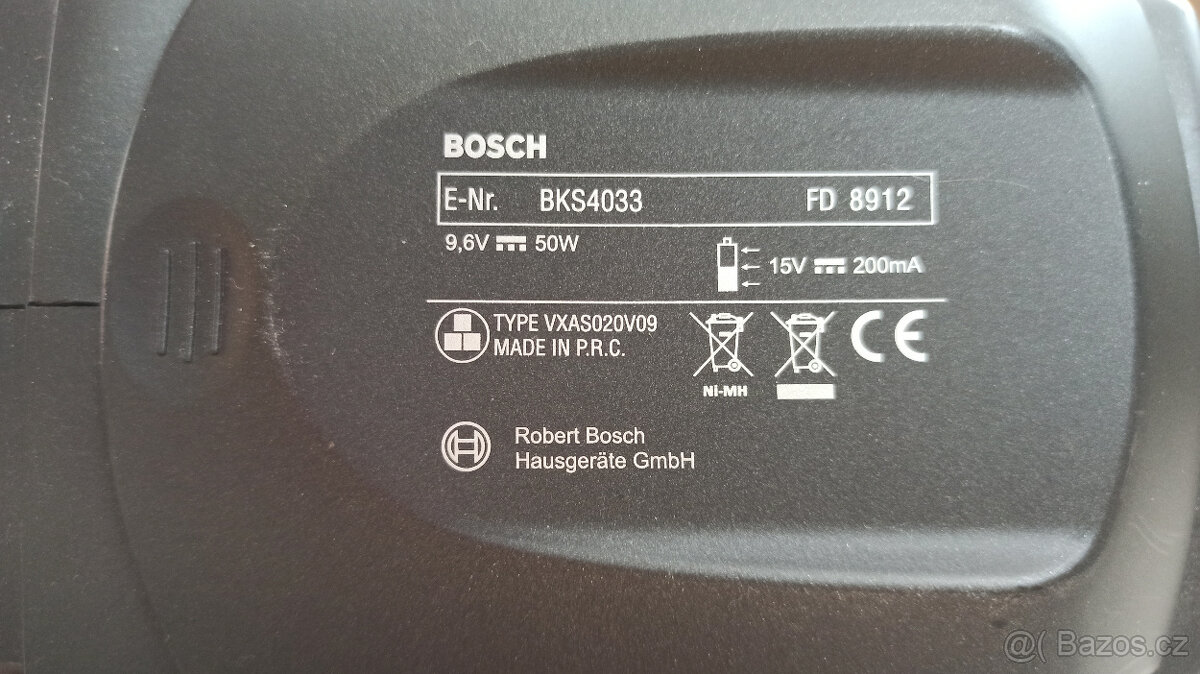 BOSCH
E-Nr. BKS4033 FD 8912
9,6V 50W
15V 200mA
TYPE VXAS020V09
MADE IN P.R.C.
Ni-MH
CE
Robert Bosch
Hausgeräte GmbH
@( Bazos.cz